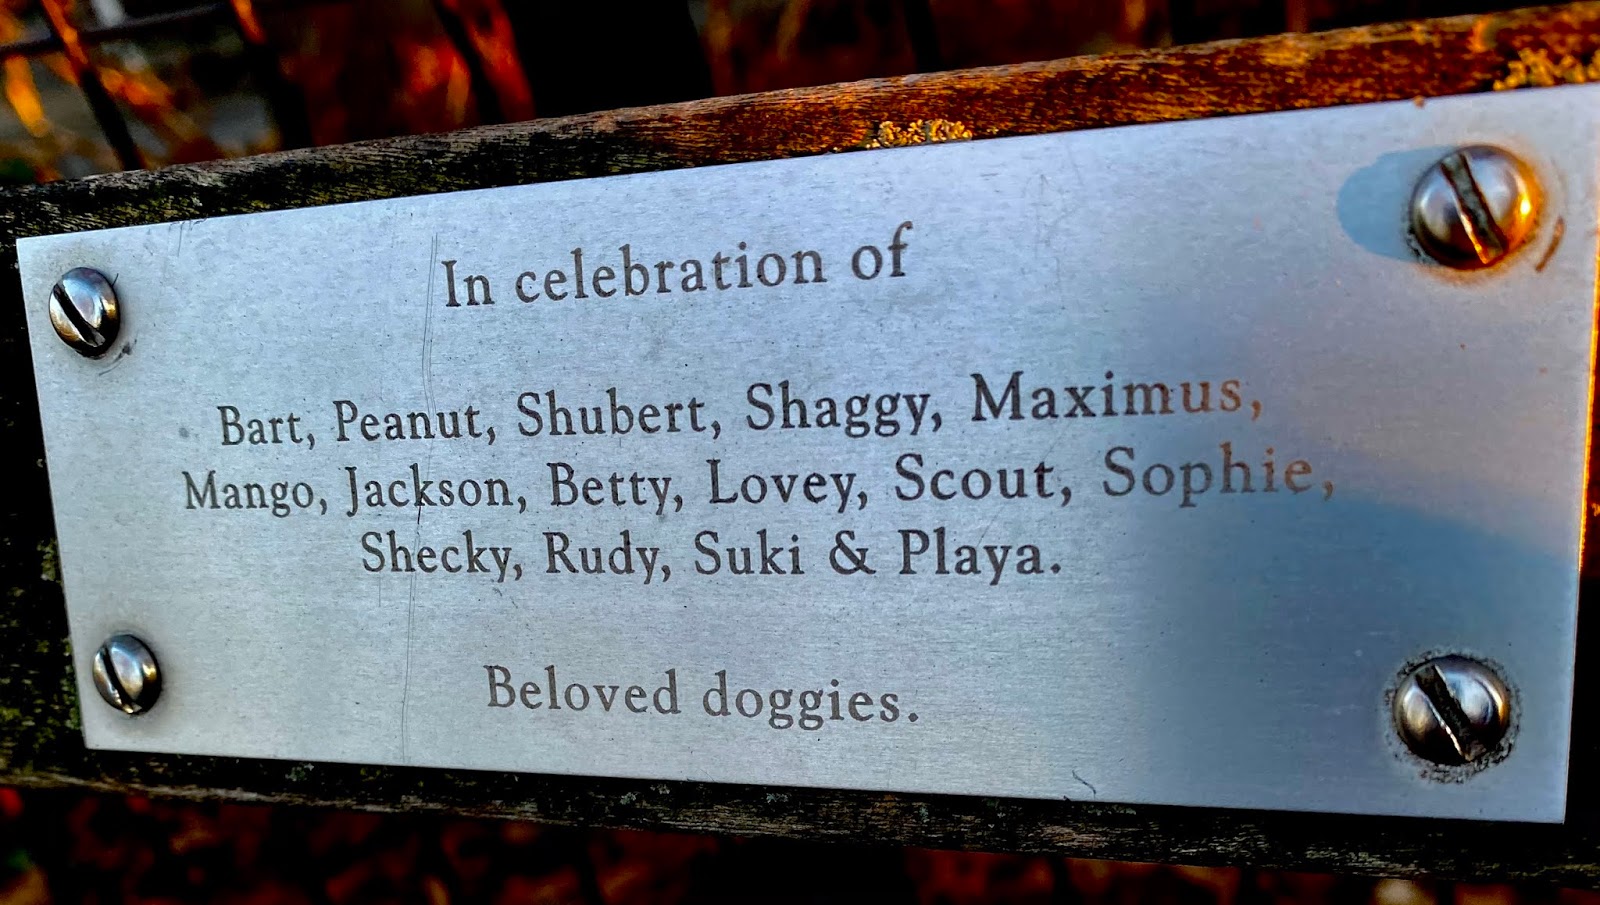 In celebration of
Bart, Peanut, Shubert, Shaggy, Maximus,
Mango, Jackson, Betty, Lovey, Scout, Sophie,
Shecky, Rudy, Suki & Playa.
Beloved doggies.